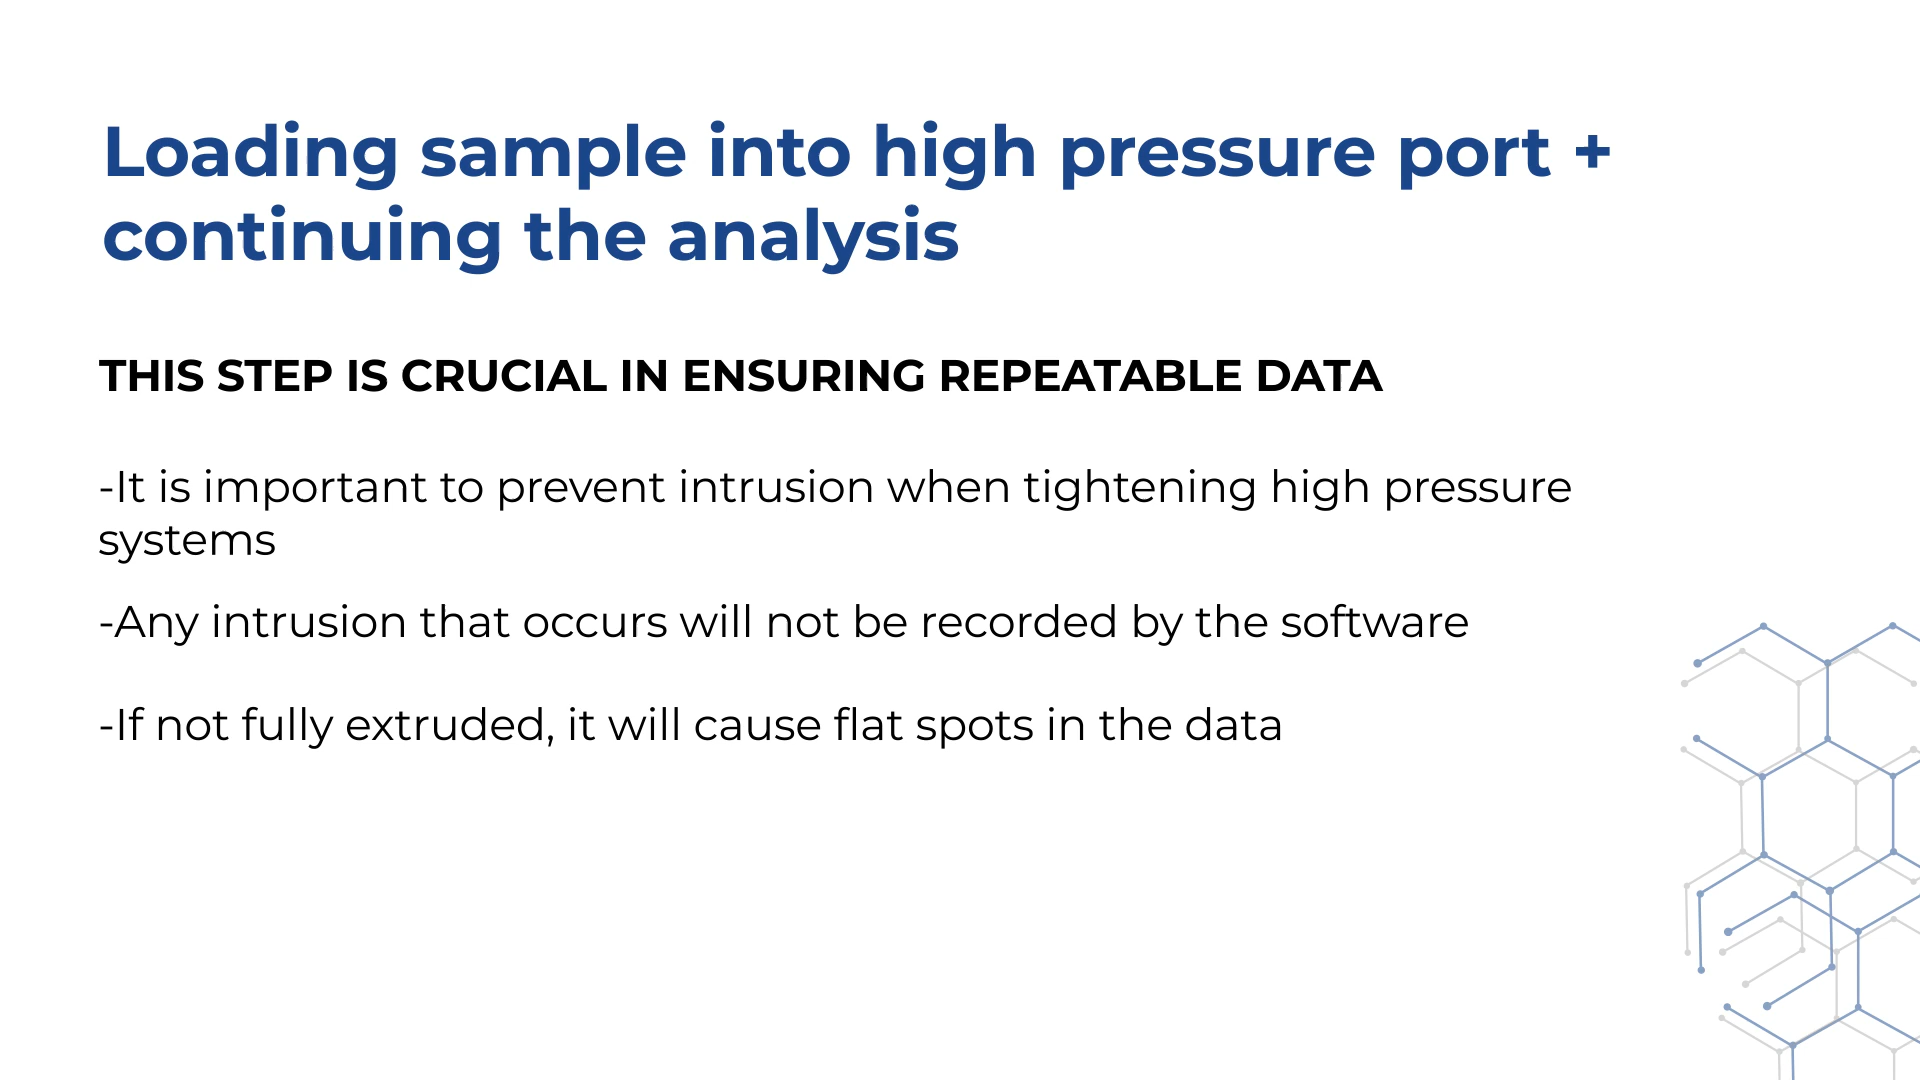 Loading sample into high pressure port +
continuing the analysis
THIS STEP IS CRUCIAL IN ENSURING REPEATABLE DATA
-It is important to prevent intrusion when tightening high pressure
systems
-Any intrusion that occurs will not be recorded by the software
-If not fully extruded, it will cause flat spots in the data